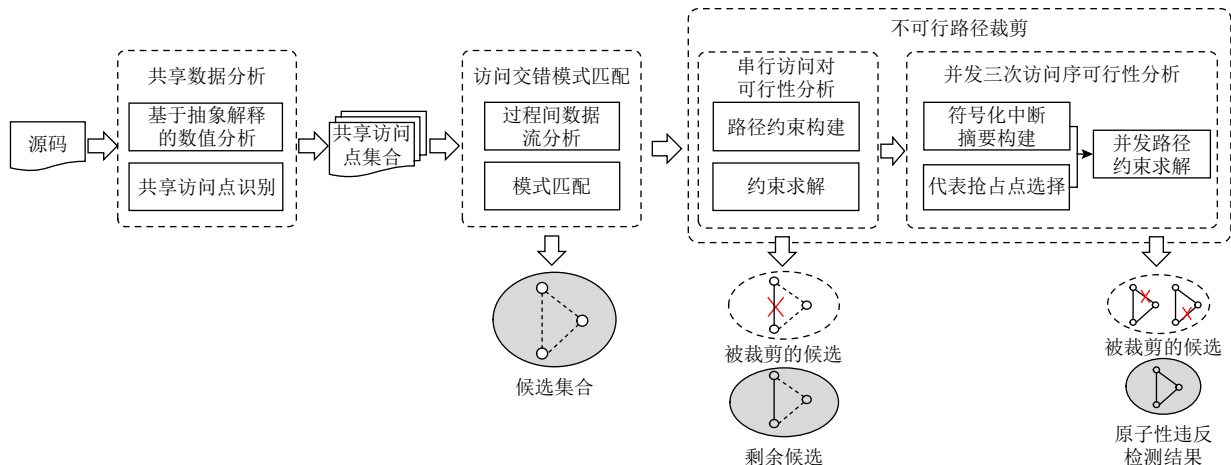 不可行路径裁剪
共享数据分析
访问交错模式匹配
串行访问对
可行性分析
并发三次访问序可行性分析
源码
基于抽象解释
的数值分析
共享访问点识别
共享访问
点集合
过程间数据
流分析
模式匹配
路径约束构建
约束求解
符号化中断
摘要构建
代表抢占点选择
并发路径
约束求解
候选集合
被裁剪的候选
剩余候选
被裁剪的候选
原子性违反
检测结果